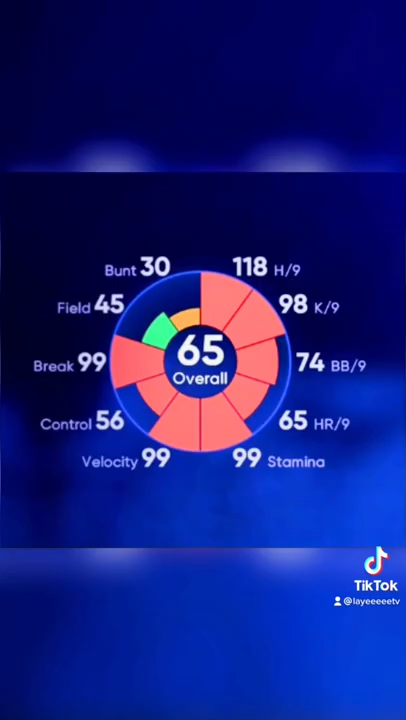 Bunt 30
118 H/9
Field 45
98 K/9
Break 99
65
Overall
74 BB/9
Control 56
65 HR/9
Velocity 99
99 Stamina
TikTok
@layeeeeetv